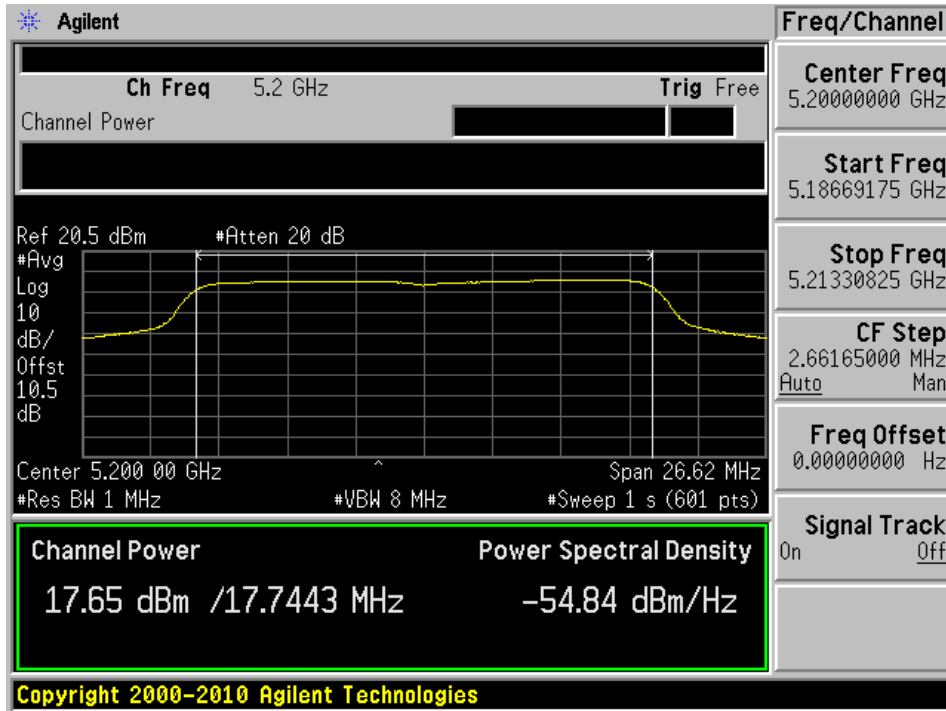 Agilent
Freq/Channel
Ch Freq 5.2 GHz Trig Free
Channel Power
Ref 20.5 dBm #Atten 20 dB
#Avg
Log
10
dB/
Offst
10.5
dB
Center 5.200 00 GHz ^ Span 26.62 MHz
#Res BW 1 MHz #VBW 8 MHz #Sweep 1 s (601 pts)
Channel Power Power Spectral Density
17.65 dBm /17.7443 MHz -54.84 dBm/Hz
Copyright 2000-2010 Agilent Technologies
Center Freq
5.20000000 GHz
Start Freq
5.18669175 GHz
Stop Freq
5.21330825 GHz
CF Step
2.66165000 MHz
Auto Man
Freq Offset
0.00000000 Hz
Signal Track
On Off